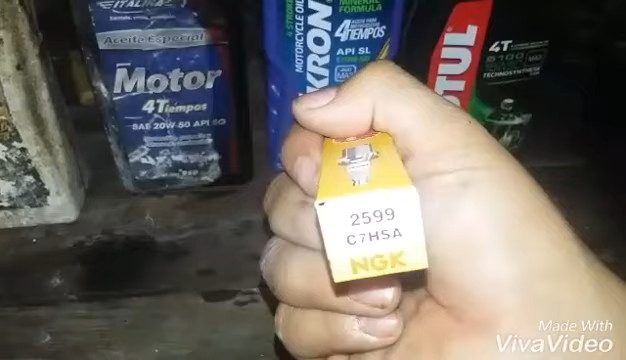 ITALIKA
Aceite Especial
Motor
4Tiempos
SAE 20W-50 API SG
4 STROKE
MOTORCYCLE OIL
KRON
MINERAL
FORMULA
4TIEMPOS
API SL
MOTUL
4T
5100
TECHNOSYNTHESE
2599
C7HSA
NGK
Made With
VivaVideo